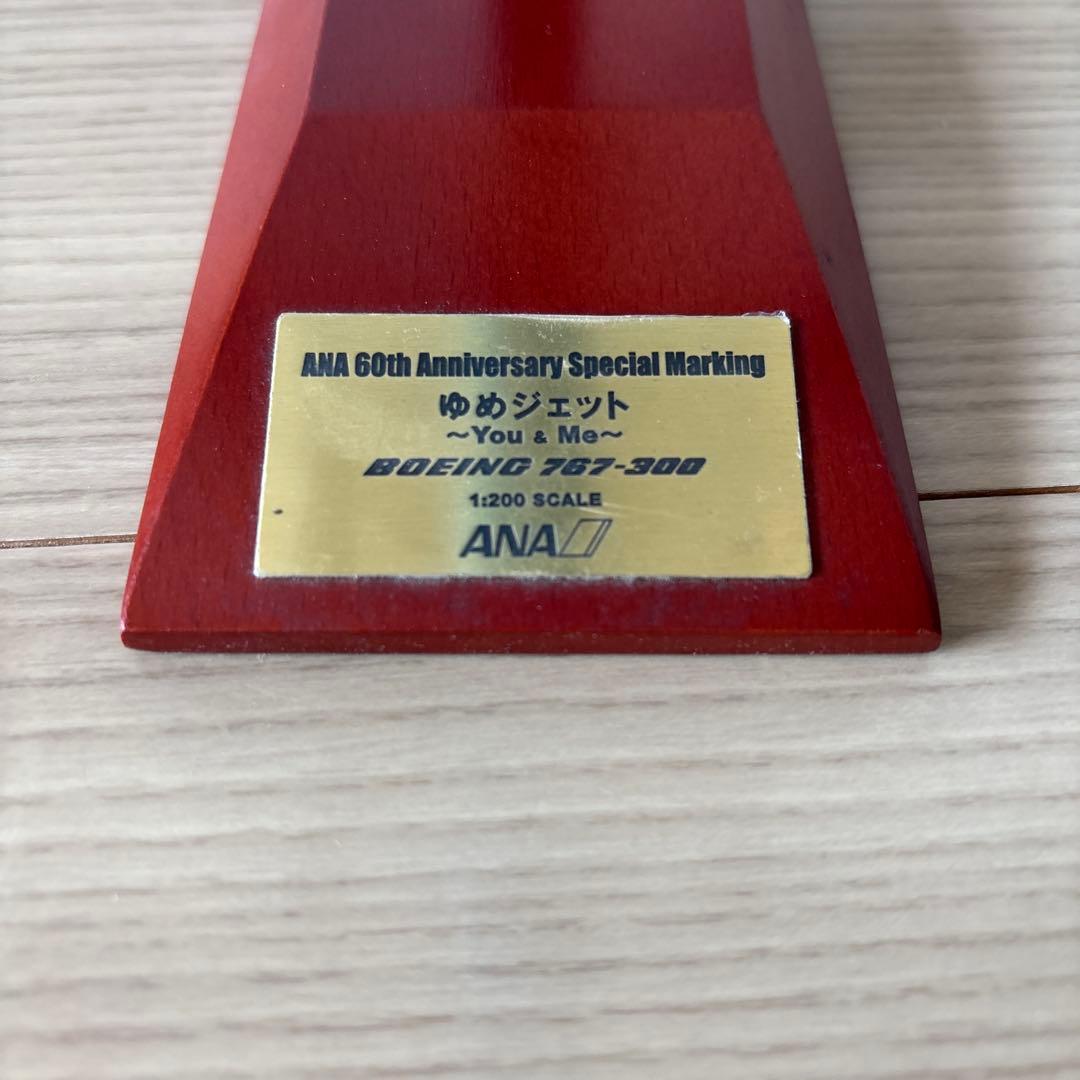 ANA 60th Anniversary Special Marking
ゆめジェット
～You & Me～
BOEING 767-300
1:200 SCALE
ANA